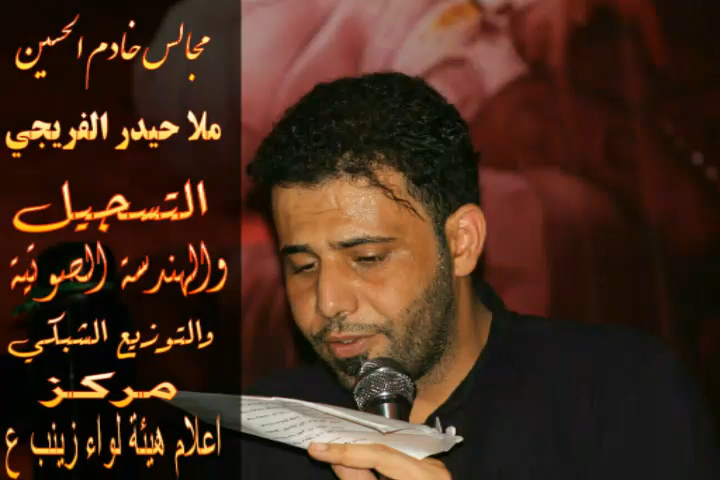 مجالس خادم الحسين
ملا حيدر الفريجي
التسجيل
والهندسة الصوتية
والتوزيع الشبكي
مركز
اعلام هيئة لواء زينب ع